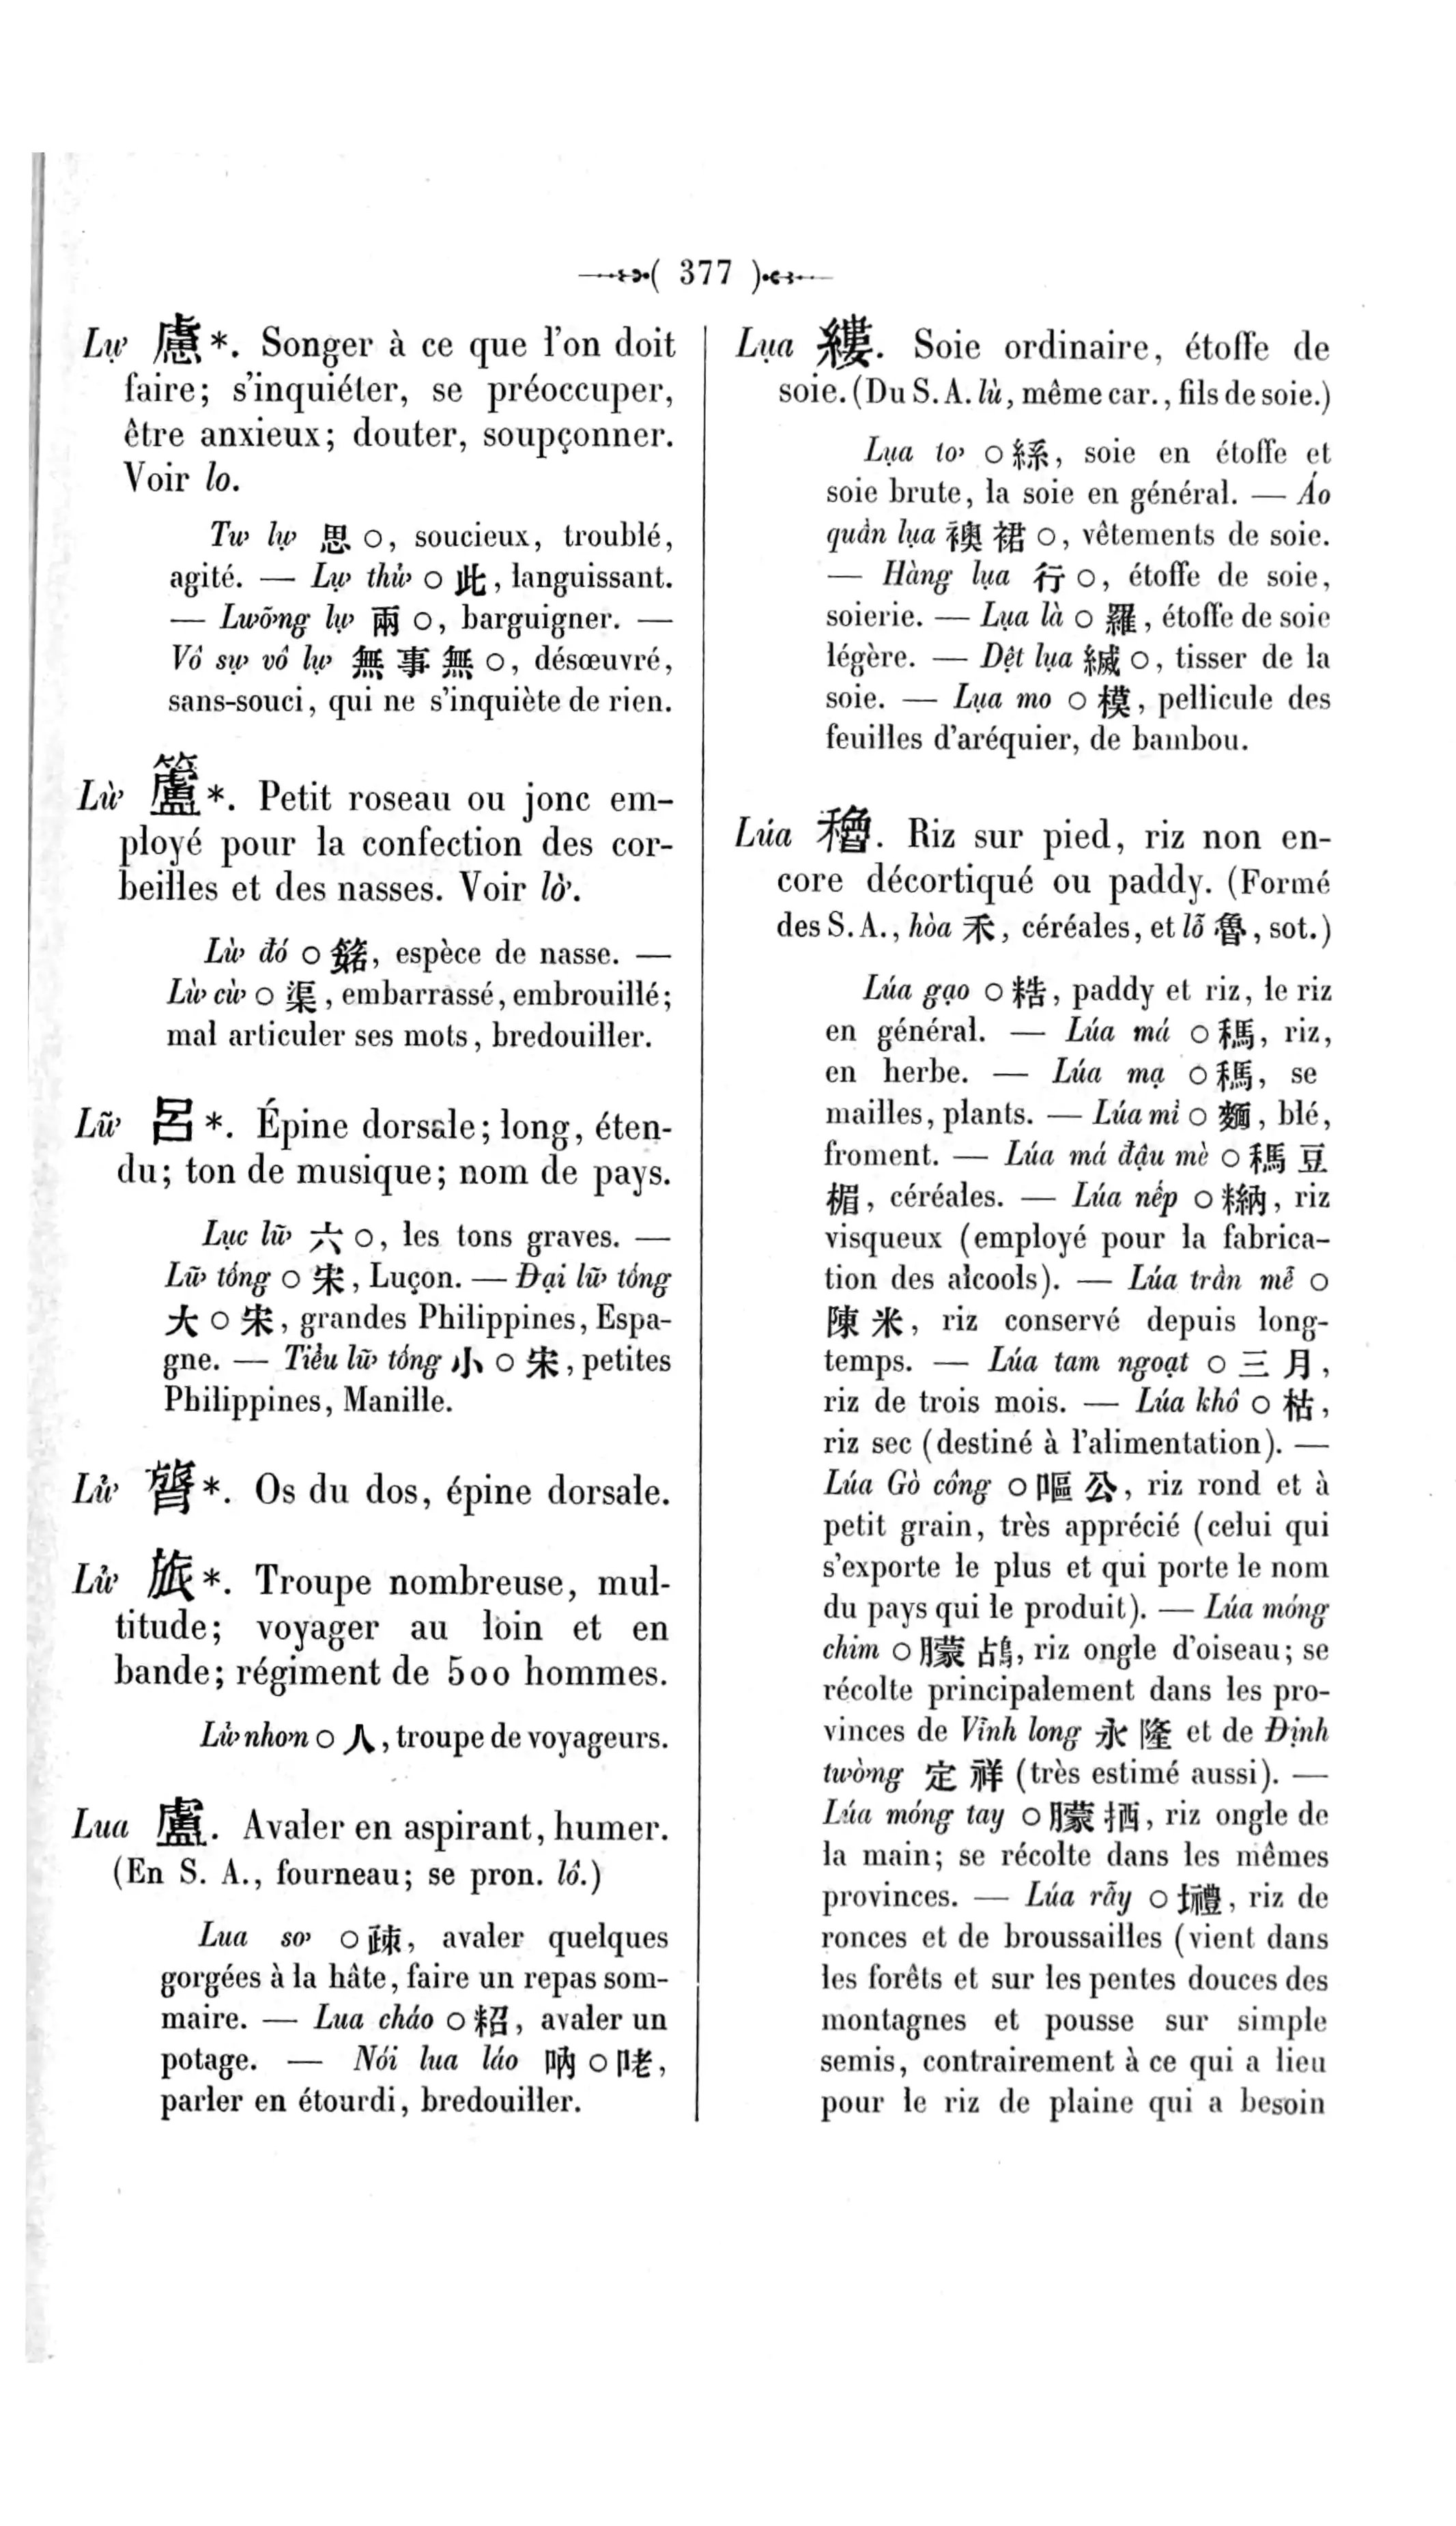 ( 377 )
Lự 慮*. Songer à ce que l'on doit
faire; s'inquiéter, se préoccuper,
être anxieux; douter, soupçonner.
Voir lo.
Tư lự 思 ○, soucieux, troublé,
agité. — Lự thử ○ 此, languissant.
— Lưỡng lự 兩 ○, barguigner. —
Vô sự vô lự 無 事 無 ○, désœuvré,
sans-souci, qui ne s'inquiète de rien.
Lừ *. Petit roseau ou jonc em-
ployé pour la confection des cor-
beilles et des nasses. Voir lờ.
Lừ đó ○, espèce de nasse. —
Lừ cừ ○ 渠, embarrassé, embrouillé;
mal articuler ses mots, bredouiller.
Lữ 呂*. Épine dorsale; long, éten-
du; ton de musique; nom de pays.
Lục lữ 六 ○, les tons graves. —
Lữ tống ○ 宋, Luçon. — Đại lữ tống
大 ○ 宋, grandes Philippines, Espa-
gne. — Tiểu lữ tống 小 ○ 宋, petites
Philippines, Manille.
Lử 膂*. Os du dos, épine dorsale.
Lử 旅*. Troupe nombreuse, mul-
titude; voyager au loin et en
bande; régiment de 500 hommes.
Lử nhơn ○ 人, troupe de voyageurs.
Lua 盧. Avaler en aspirant, humer.
(En S. A., fourneau; se pron. lô.)
Lua sơ ○ 疎, avaler quelques
gorgées à la hâte, faire un repas som-
maire. — Lua cháo ○ 粐, avaler un
potage. — Nói lua láo 吶 ○ 咾,
parler en étourdi, bredouiller.
Lụa 縷. Soie ordinaire, étoffe de
soie. (Du S. A. lủ, même car., fils de soie.)
Lụa tơ ○ 絲, soie en étoffe et
soie brute, la soie en général. — Áo
quần lụa 襖 裙 ○, vêtements de soie.
— Hàng lụa 行 ○, étoffe de soie,
soierie. — Lụa là ○ 羅, étoffe de soie
légère. — Dệt lụa ○, tisser de la
soie. — Lụa mo ○ 模, pellicule des
feuilles d'aréquier, de bambou.
Lúa 穭. Riz sur pied, riz non en-
core décortiqué ou paddy. (Formé
des S. A., hòa 禾, céréales, et lỗ 魯, sot.)
Lúa gạo ○ 粓, paddy et riz, le riz
en général. — Lúa má ○ 䅡, riz,
en herbe. — Lúa mạ ○ 䅡, se
mailles, plants. — Lúa mì ○ 麵, blé,
froment. — Lúa má đậu mè ○ 䅡 豆
楣, céréales. — Lúa nếp ○, riz
visqueux (employé pour la fabrica-
tion des alcools). — Lúa trần mễ ○
陳 米, riz conservé depuis long-
temps. — Lúa tam ngoạt ○ 三 月,
riz de trois mois. — Lúa khô ○ 枯,
riz sec (destiné à l'alimentation). —
Lúa Gò công ○ 嘔 公, riz rond et à
petit grain, très apprécié (celui qui
s'exporte le plus et qui porte le nom
du pays qui le produit). — Lúa móng
chim ○ 朦 鴣, riz ongle d'oiseau; se
récolte principalement dans les pro-
vinces de Vĩnh long 永 隆 et de Định
tường 定 祥 (très estimé aussi). —
Lúa móng tay ○ 朦 拪, riz ongle de
la main; se récolte dans les mêmes
provinces. — Lúa rẫy ○, riz de
ronces et de broussailles (vient dans
les forêts et sur les pentes douces des
montagnes et pousse sur simple
semis, contrairement à ce qui a lieu
pour le riz de plaine qui a besoin